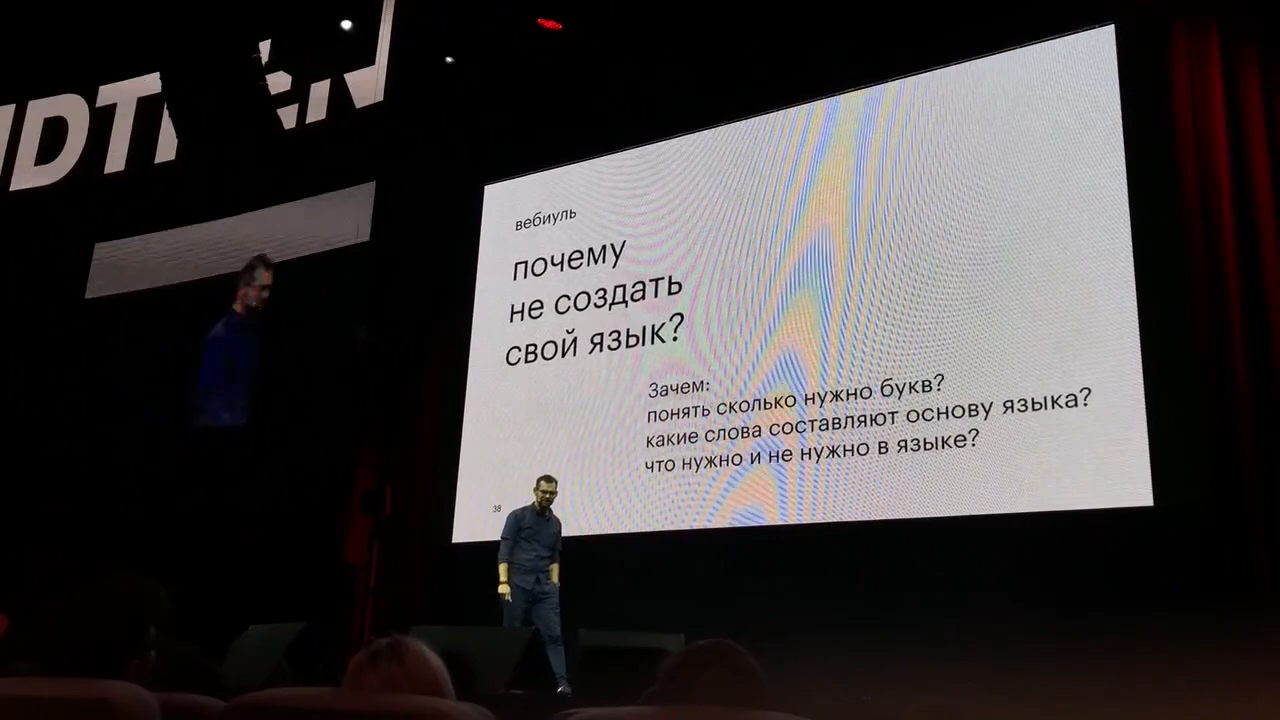 вебиуль
почему
не создать
свой язык?
Зачем:
понять сколько нужно букв?
какие слова составляют основу языка?
что нужно и не нужно в языке?
38